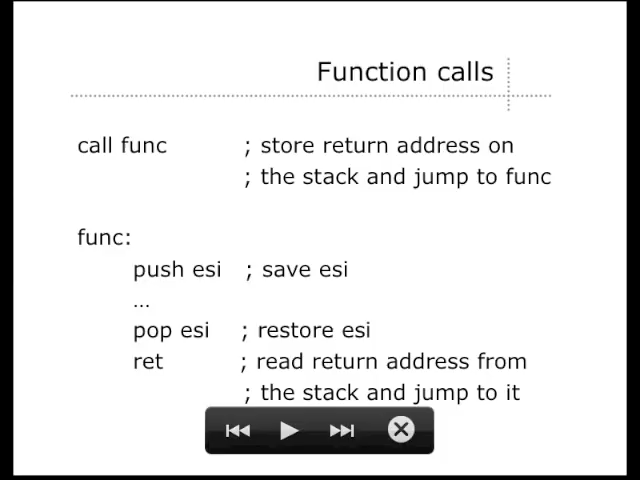 Function calls
call func ; store return address on
; the stack and jump to func
func:
push esi ; save esi
…
pop esi ; restore esi
ret ; read return address from
; the stack and jump to it